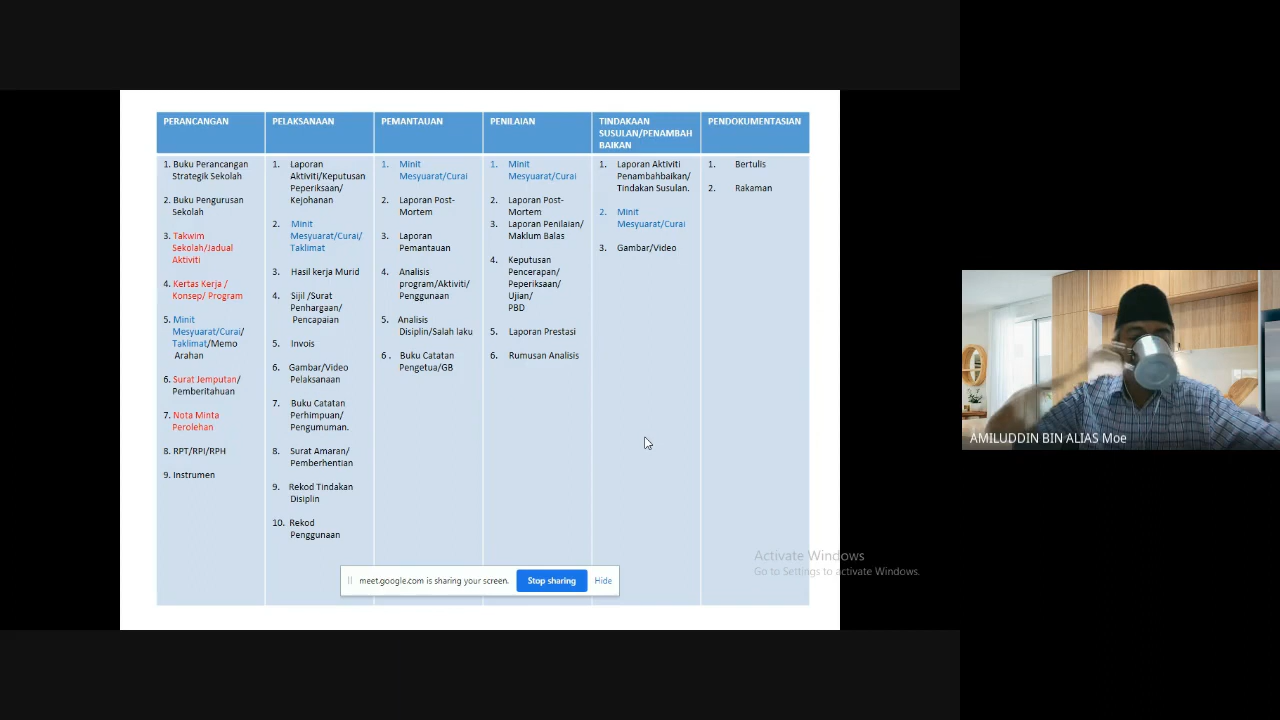 PERANCANGAN
1. Buku Perancangan
Strategik Sekolah
2. Buku Pengurusan
Sekolah
3. Takwim
Sekolah/Jadual
Aktiviti
4. Kertas Kerja /
Konsep/ Program
5. Minit
Mesyuarat/Curai/
Taklimat/Memo
Arahan
6. Surat Jemputan/
Pemberitahuan
7. Nota Minta
Perolehan
8. RPT/RPI/RPH
9. Instrumen
PELAKSANAAN
1. Laporan
Aktiviti/Keputusan
Peperiksaan/
Kejohanan
2. Minit
Mesyuarat/Curai/
Taklimat
3. Hasil kerja Murid
4. Sijil /Surat
Penhargaan/
Pencapaian
5. Invois
6. Gambar/Video
Pelaksanaan
7. Buku Catatan
Perhimpuan/
Pengumuman.
8. Surat Amaran/
Pemberhentian
9. Rekod Tindakan
Disiplin
10. Rekod
Penggunaan
PEMANTAUAN
1. Minit
Mesyuarat/Curai
2. Laporan Post-
Mortem
3. Laporan
Pemantauan
4. Analisis
program/Aktiviti/
Penggunaan
5. Analisis
Disiplin/Salah laku
6 . Buku Catatan
Pengetua/GB
PENILAIAN
1. Minit
Mesyuarat/Curai
2. Laporan Post-
Mortem
3. Laporan Penilaian/
Maklum Balas
4. Keputusan
Pencerapan/
Peperiksaan/
Ujian/
PBD
5. Laporan Prestasi
6. Rumusan Analisis
TINDAKAAN
SUSULAN/PENAMBAH
BAIKAN
1. Laporan Aktiviti
Penambahbaikan/
Tindakan Susulan.
2. Minit
Mesyuarat/Curai
3. Gambar/Video
PENDOKUMENTASIAN
1. Bertulis
2. Rakaman
meet.google.com is sharing your screen.
Stop sharing
Hide
Activate Windows
Go to Settings to activate Windows.
AMILUDDIN BIN ALIAS Moe